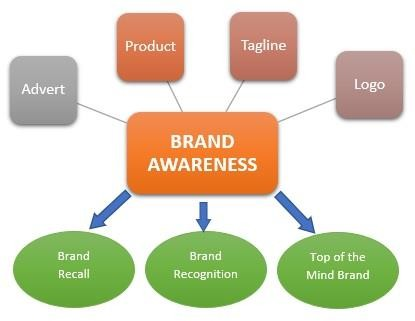 Advert
Product
Tagline
Logo
BRAND
AWARENESS
Brand
Recall
Brand
Recognition
Top of the
Mind Brand